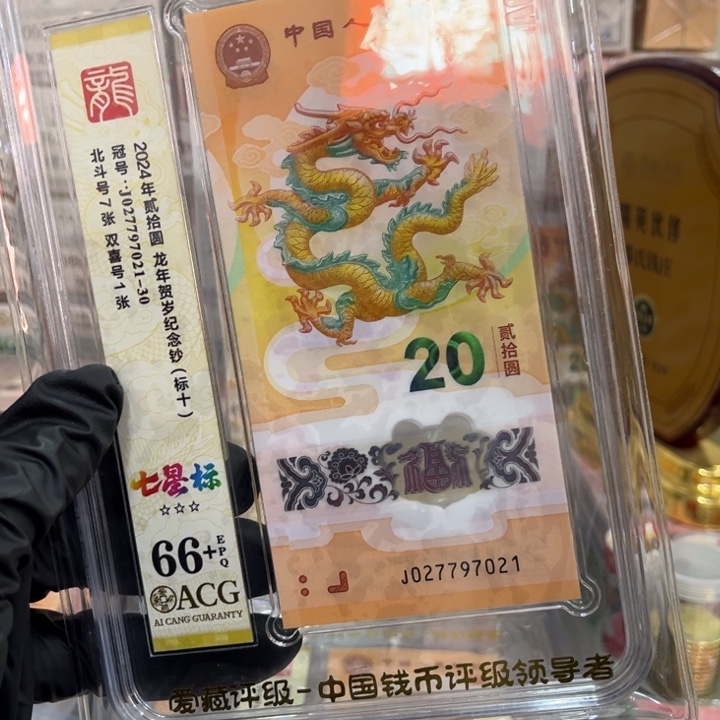 龍
2024年贰拾圆 龙年贺岁纪念钞(标十)
冠号:J027797021-30
北斗号7张 双喜号1张
七星标
☆☆☆
66+EPQ
ACG
AI CANG GUARANTY
中国人
20
贰拾圆
J027797021
爱藏评级-中国钱币评级领导者